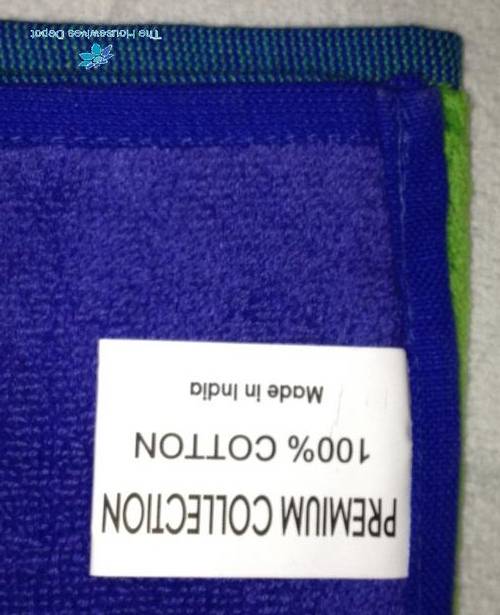 PREMIUM COLLECTION
100% COTTON
Made in India
The Housewives Depot